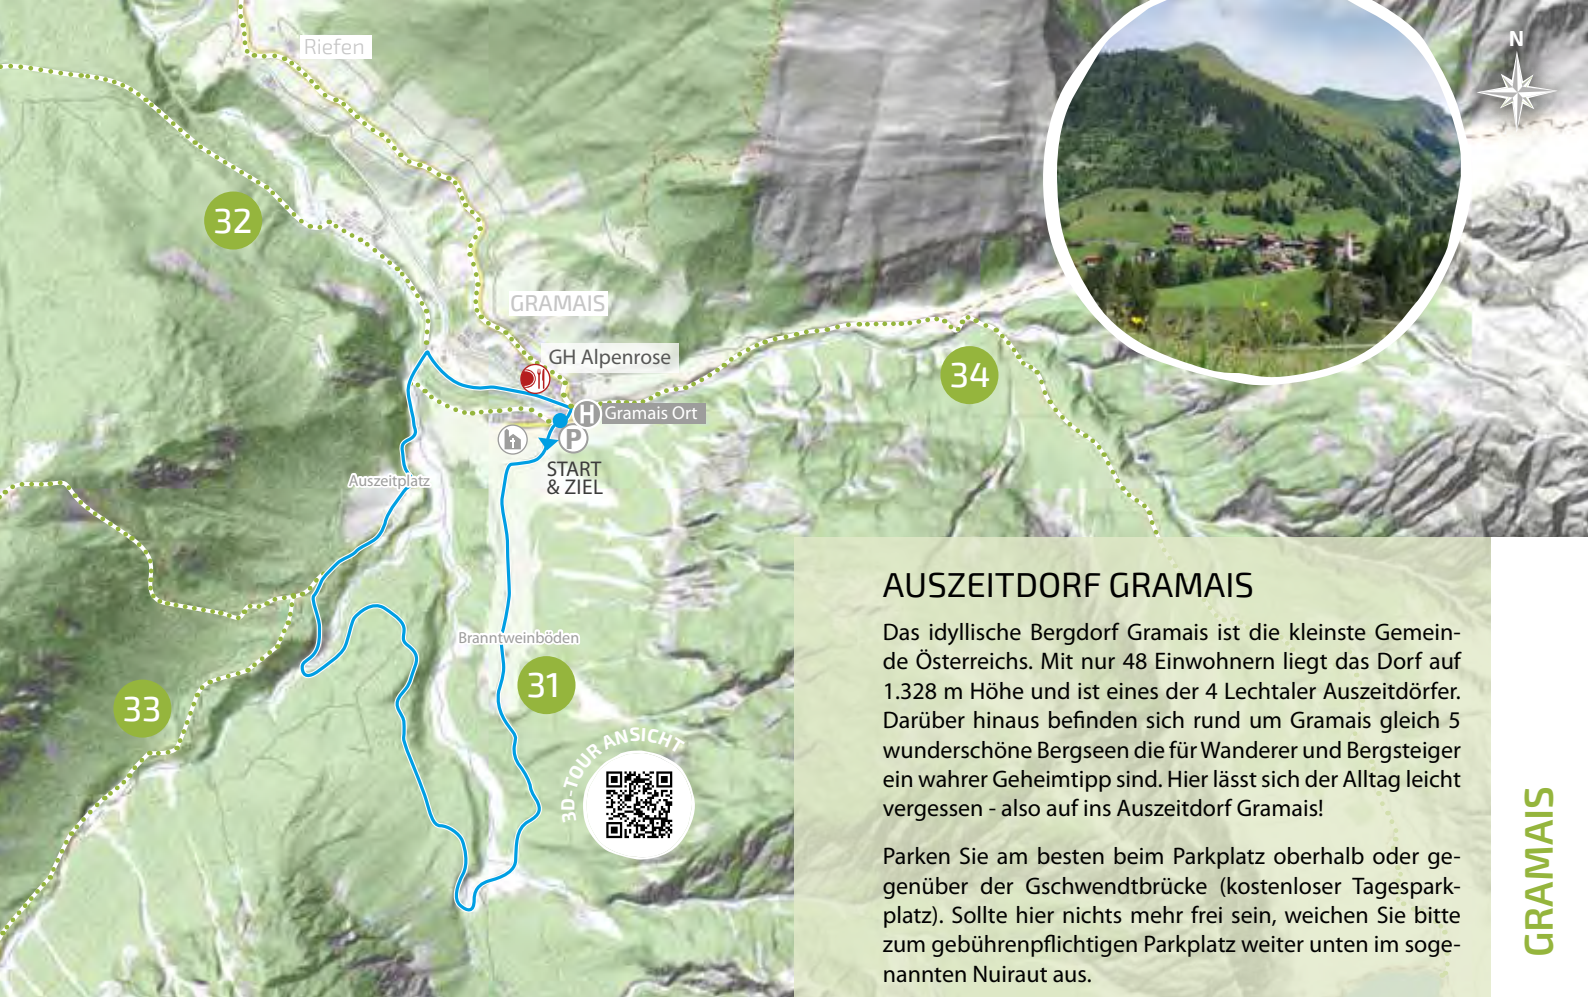 Riefen
N
32
GRAMAIS
GH Alpenrose
34
H
Gramais Ort
P
START
& ZIEL
Auszeitplatz
Branntweinböden
31
33
3D-TOUR ANSICHT
AUSZEITDORF GRAMAIS
Das idyllische Bergdorf Gramais ist die kleinste Gemein-
de Österreichs. Mit nur 48 Einwohnern liegt das Dorf auf
1.328 m Höhe und ist eines der 4 Lechtaler Auszeitdörfer.
Darüber hinaus befinden sich rund um Gramais gleich 5
wunderschöne Bergseen die für Wanderer und Bergsteiger
ein wahrer Geheimtipp sind. Hier lässt sich der Alltag leicht
vergessen - also auf ins Auszeitdorf Gramais!
Parken Sie am besten beim Parkplatz oberhalb oder ge-
genüber der Gschwendtbrücke (kostenloser Tagespark-
platz). Sollte hier nichts mehr frei sein, weichen Sie bitte
zum gebührenpflichtigen Parkplatz weiter unten im soge-
nannten Nuiraut aus.
GRAMAIS